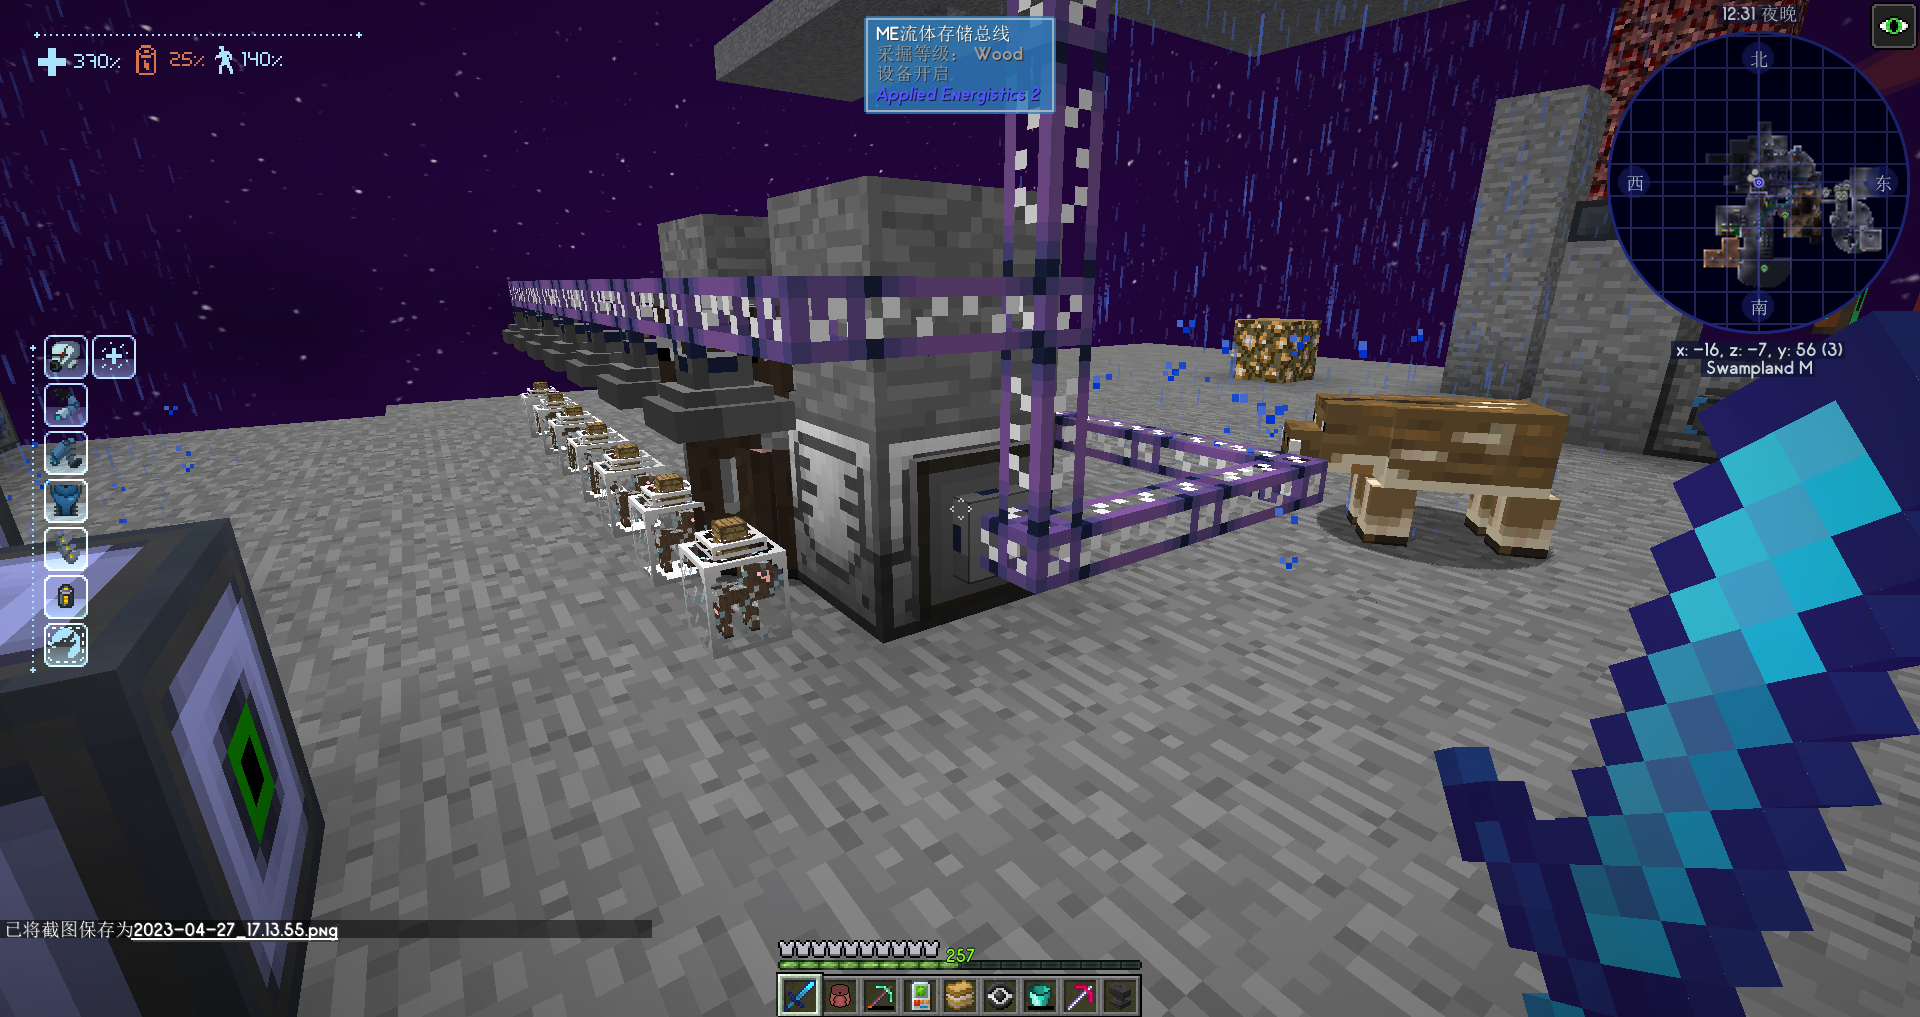 370%
25%
140%
ME流体存储总线
采掘等级: Wood
设备开启
Applied Energistics 2
12:31 夜晚
北
西
东
南
x: -16, z: -7, y: 56 (3)
Swampland M
已将截图保存为2023-04-27_17.13.55.png
257